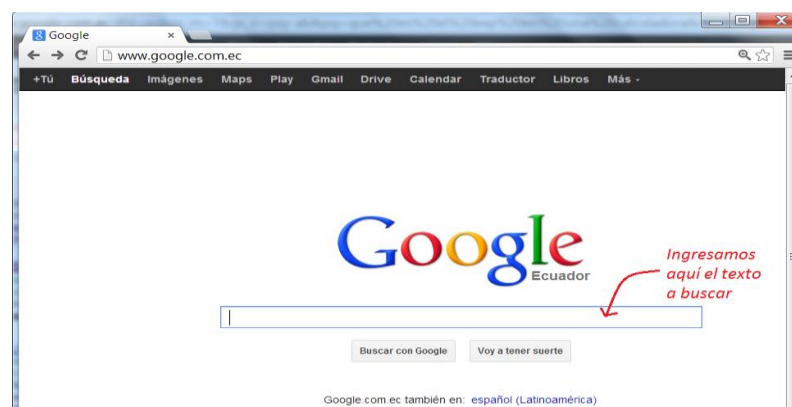 Google
www.google.com.ec
+Tú Búsqueda Imágenes Maps Play Gmail Drive Calendar Traductor Libros Más
Google
Ecuador
Ingresamos
aquí el texto
a buscar
Buscar con Google Voy a tener suerte
Google.com.ec también en: español (Latinoamérica)